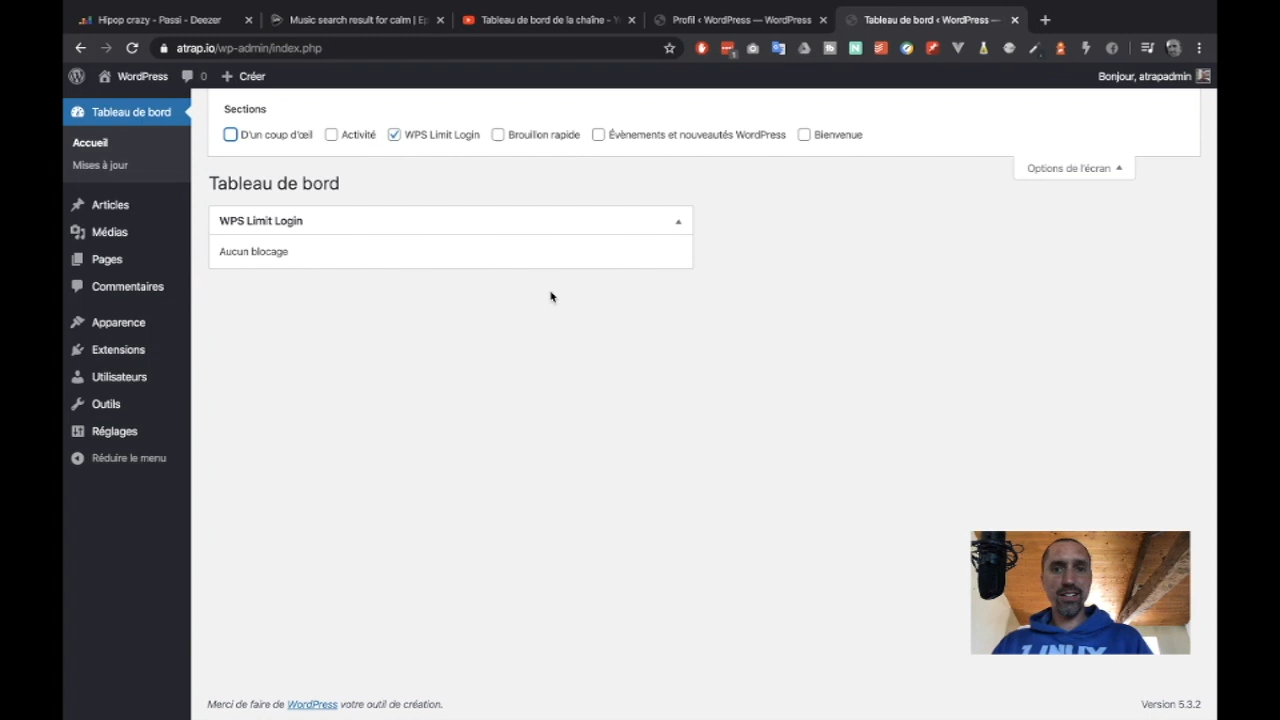 Hipop crazy - Passi - Deezer
Music search result for calm | Ep
Tableau de bord de la chaîne - Y
Profil ‹ WordPress — WordPress
Tableau de bord ‹ WordPress —
atrap.io/wp-admin/index.php
WordPress 0 Créer
Bonjour, atrapadmin
Tableau de bord
Accueil
Mises à jour
Articles
Médias
Pages
Commentaires
Apparence
Extensions
Utilisateurs
Outils
Réglages
Réduire le menu
Sections
D'un coup d'œil Activité WPS Limit Login Brouillon rapide Évènements et nouveautés WordPress Bienvenue
Options de l'écran
Tableau de bord
WPS Limit Login
Aucun blocage
LINUX
Merci de faire de WordPress votre outil de création.
Version 5.3.2